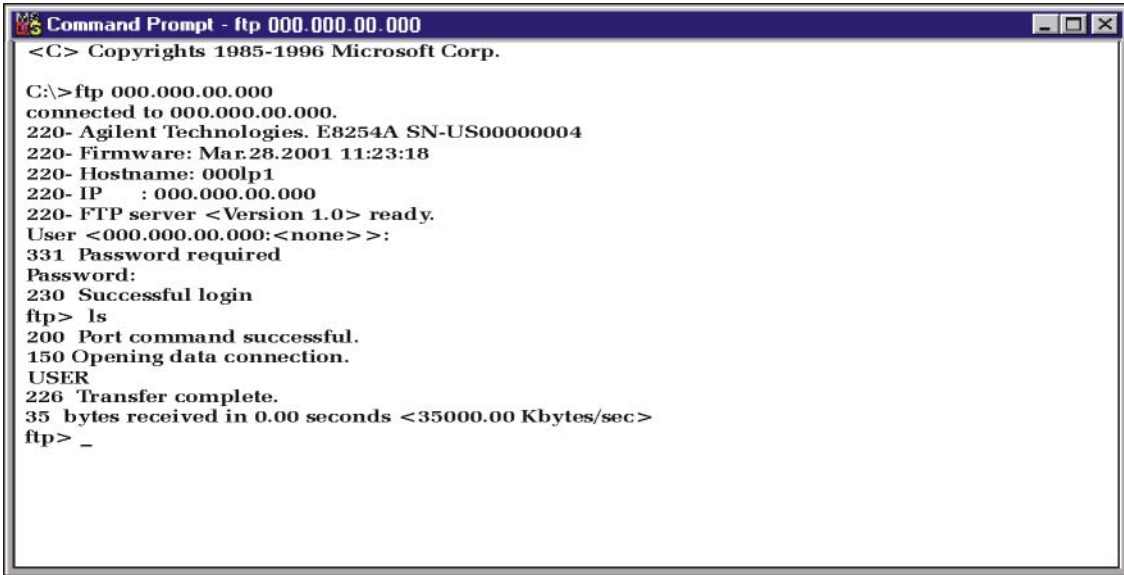 Command Prompt - ftp 000.000.00.000
<C> Copyrights 1985-1996 Microsoft Corp.
C:\>ftp 000.000.00.000
connected to 000.000.00.000.
220- Agilent Technologies. E8254A SN-US00000004
220- Firmware: Mar.28.2001 11:23:18
220- Hostname: 000lp1
220- IP : 000.000.00.000
220- FTP server <Version 1.0> ready.
User <000.000.00.000:<none>>:
331 Password required
Password:
230 Successful login
ftp> ls
200 Port command successful.
150 Opening data connection.
USER
226 Transfer complete.
35 bytes received in 0.00 seconds <35000.00 Kbytes/sec>
ftp> _